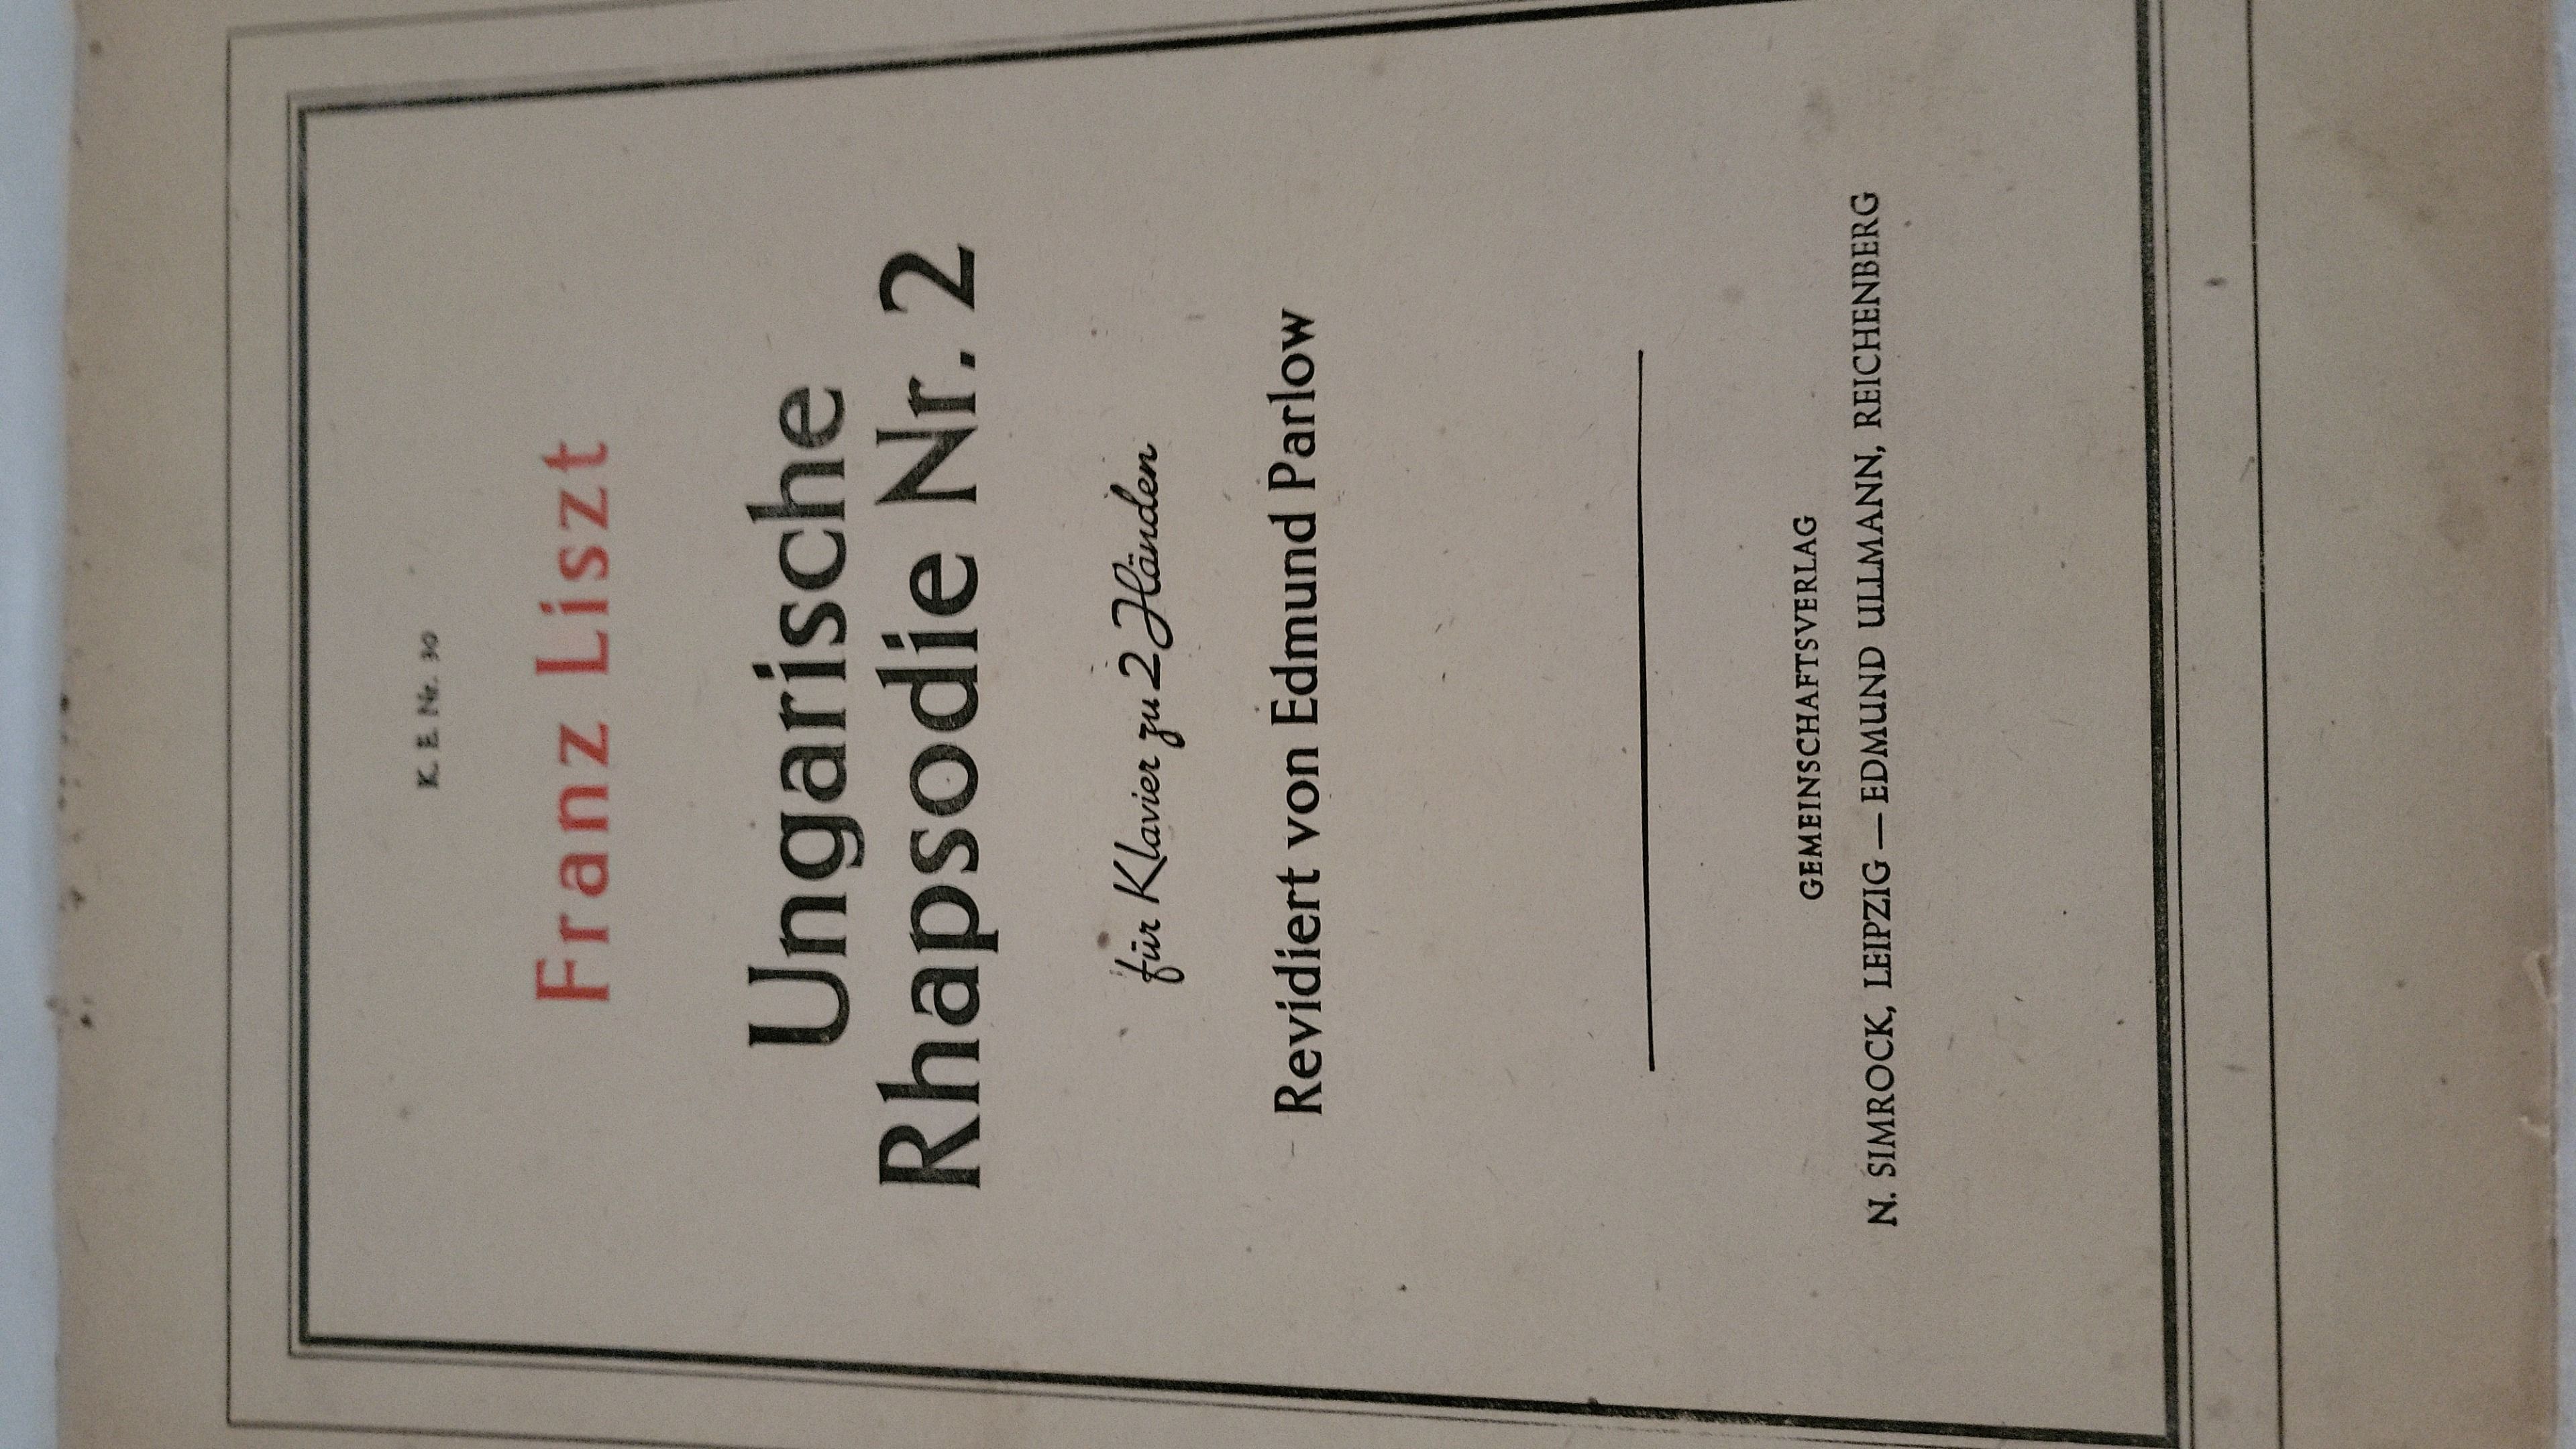 K. E. Nr. 30
Franz Liszt
Ungarische
Rhapsodie Nr. 2
für Klavier zu 2 Händen
Revidiert von Edmund Parlow
GEMEINSCHAFTSVERLAG
N. SIMROCK, LEIPZIG — EDMUND ULLMANN, REICHENBERG